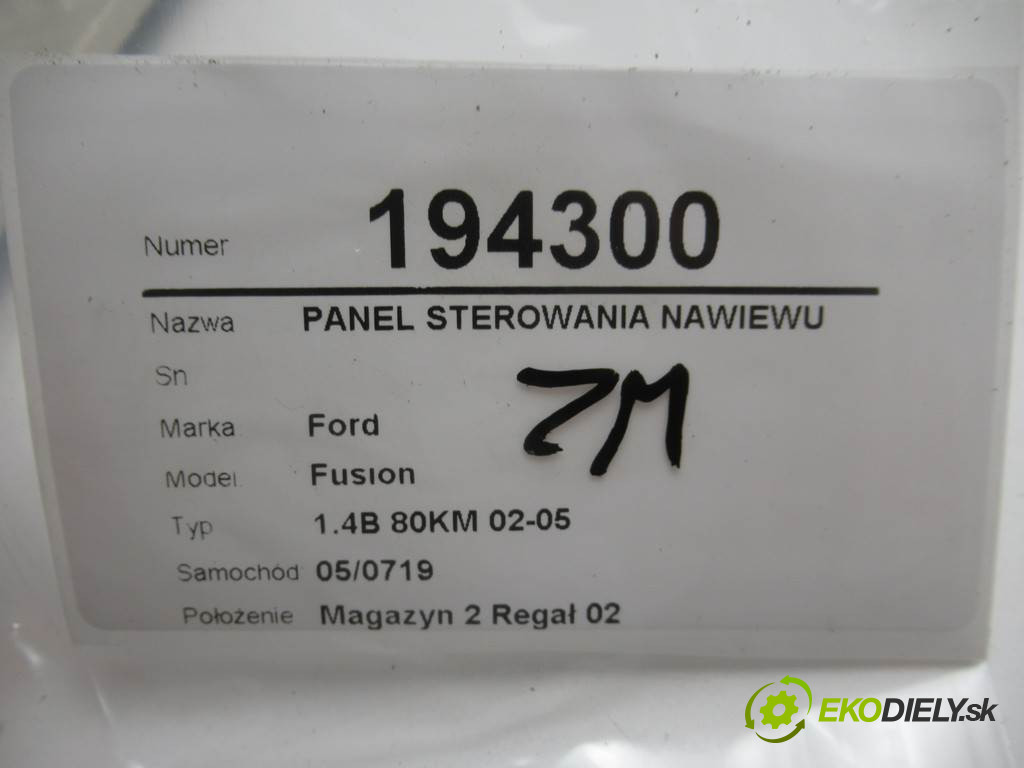 Numer 194300
Nazwa PANEL STEROWANIA NAWIEWU
Sn
Marka Ford
Model Fusion
Typ 1.4B 80KM 02-05
Samochód 05/0719
Położenie Magazyn 2 Regał 02
ZM
EKODIELY.sk